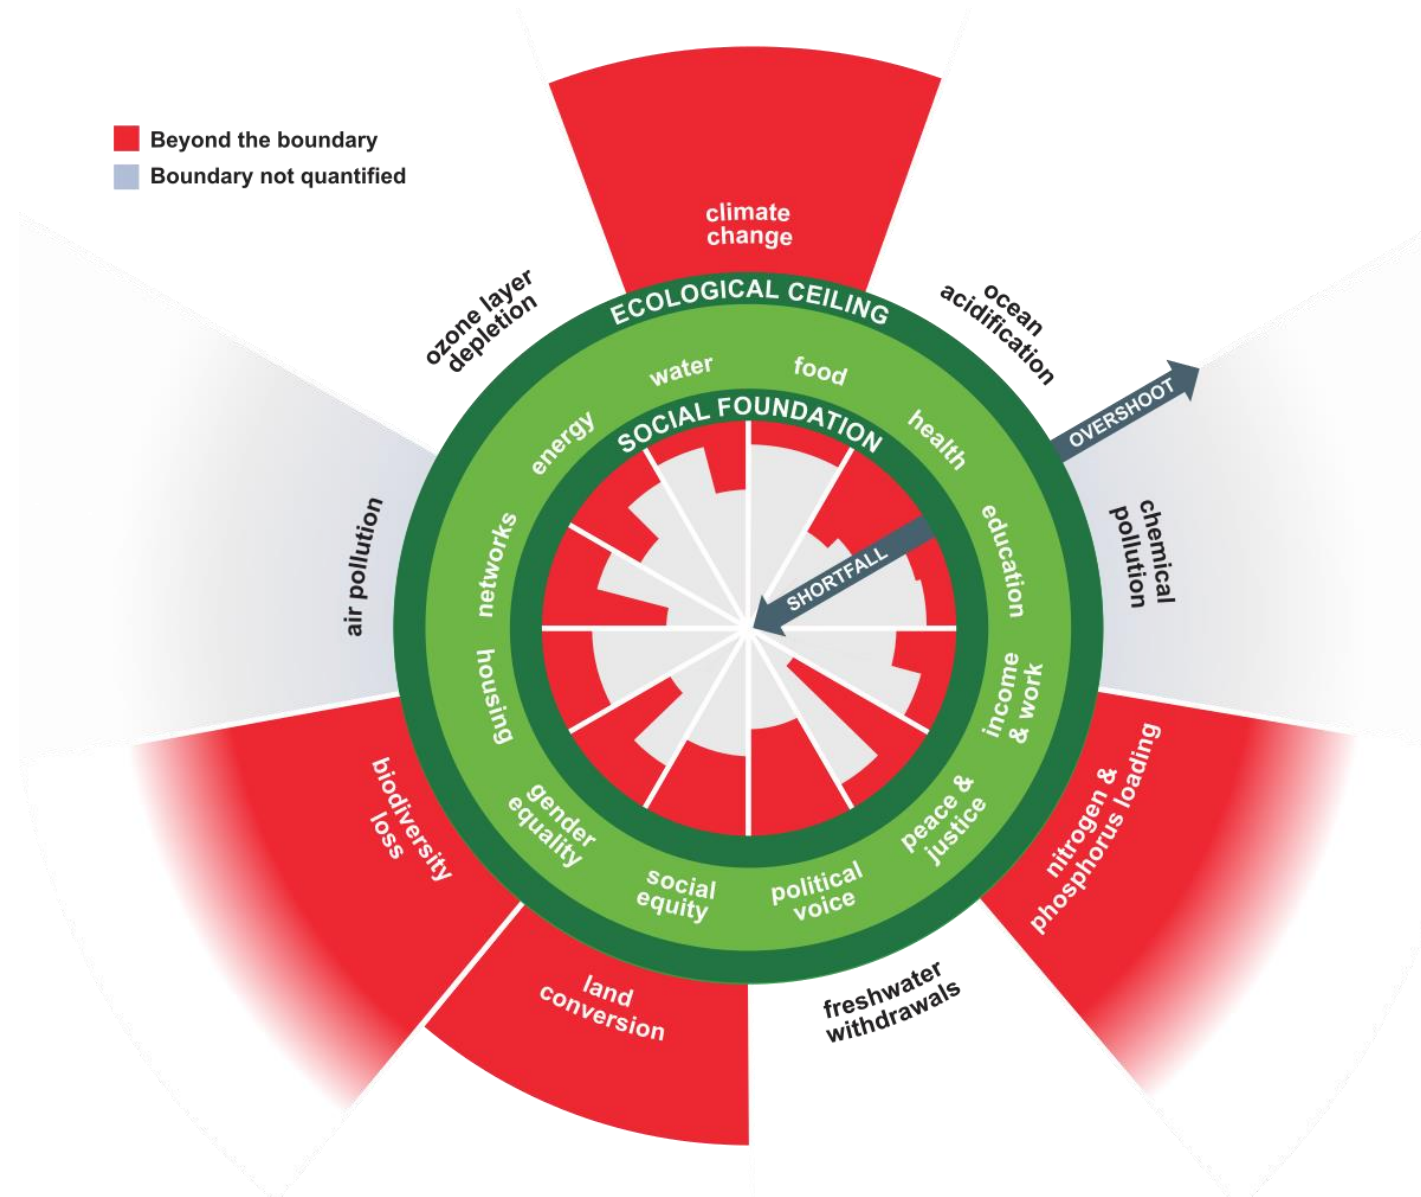 Beyond the boundary
Boundary not quantified
climate
change
ozone layer
depletion
ocean
acidification
ECOLOGICAL CEILING
OVERSHOOT
water
food
energy
health
SOCIAL FOUNDATION
networks
education
SHORTFALL
air pollution
chemical
pollution
housing
income
& work
gender
equality
peace &
justice
social
equity
political
voice
biodiversity
loss
nitrogen &
phosphorus loading
land
conversion
freshwater
withdrawals